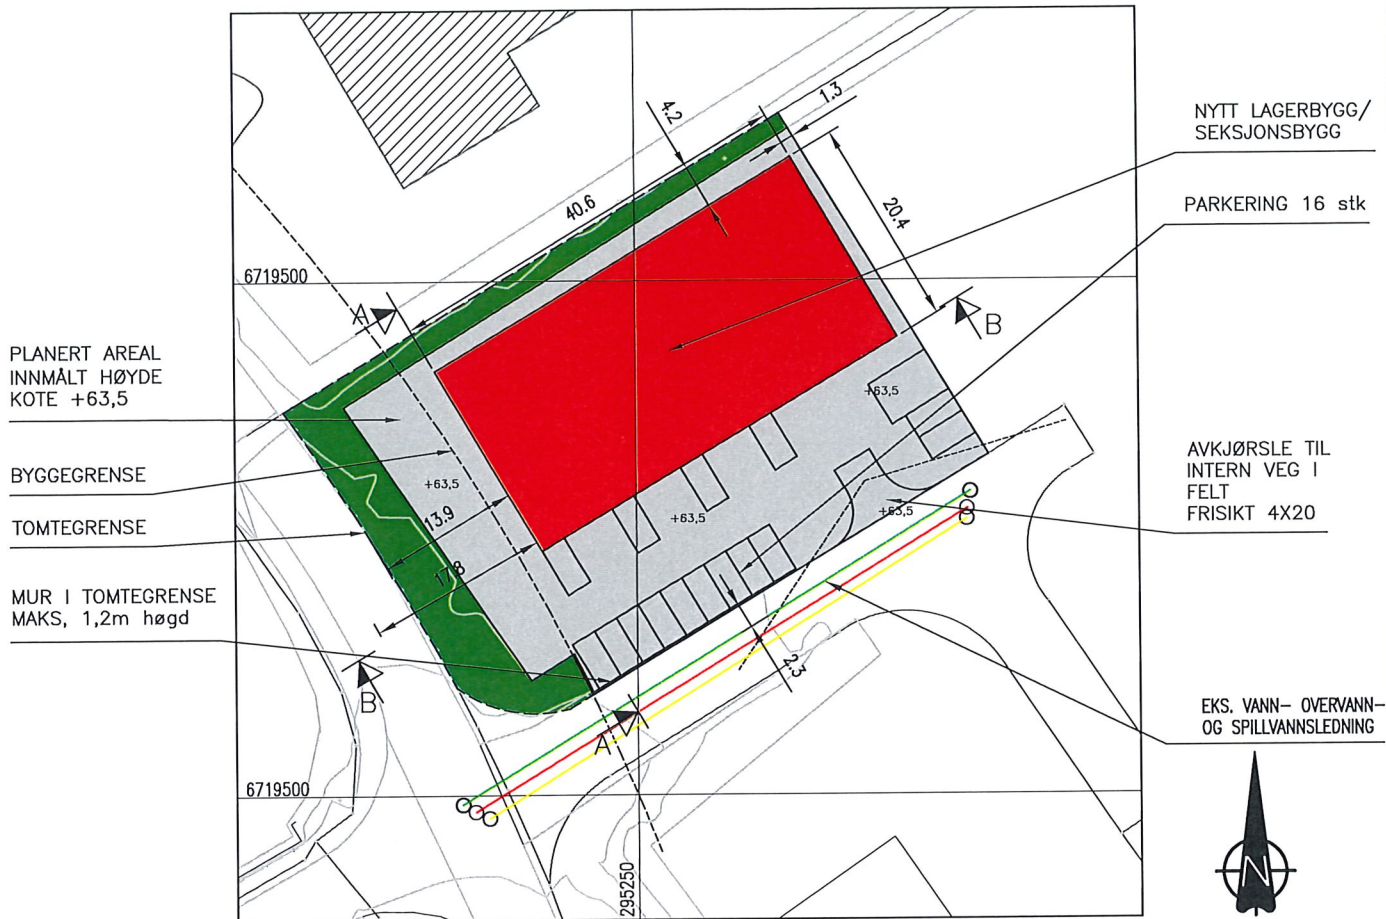 4.2
1.3
NYTT LAGERBYGG/
SEKSJONSBYGG
40.6
20.4
PARKERING 16 stk
6719500
A
B
PLANERT AREAL
INNMÅLT HØYDE
KOTE +63,5
+63,5
BYGGEGRENSE
+63,5
13.9
+63,5
+63,5
AVKJØRSLE TIL
INTERN VEG I
FELT
FRISIKT 4X20
TOMTEGRENSE
17.8
MUR I TOMTEGRENSE
MAKS, 1,2m høgd
2.3
B
A
EKS. VANN- OVERVANN-
OG SPILLVANNSLEDNING
6719500
295250
N